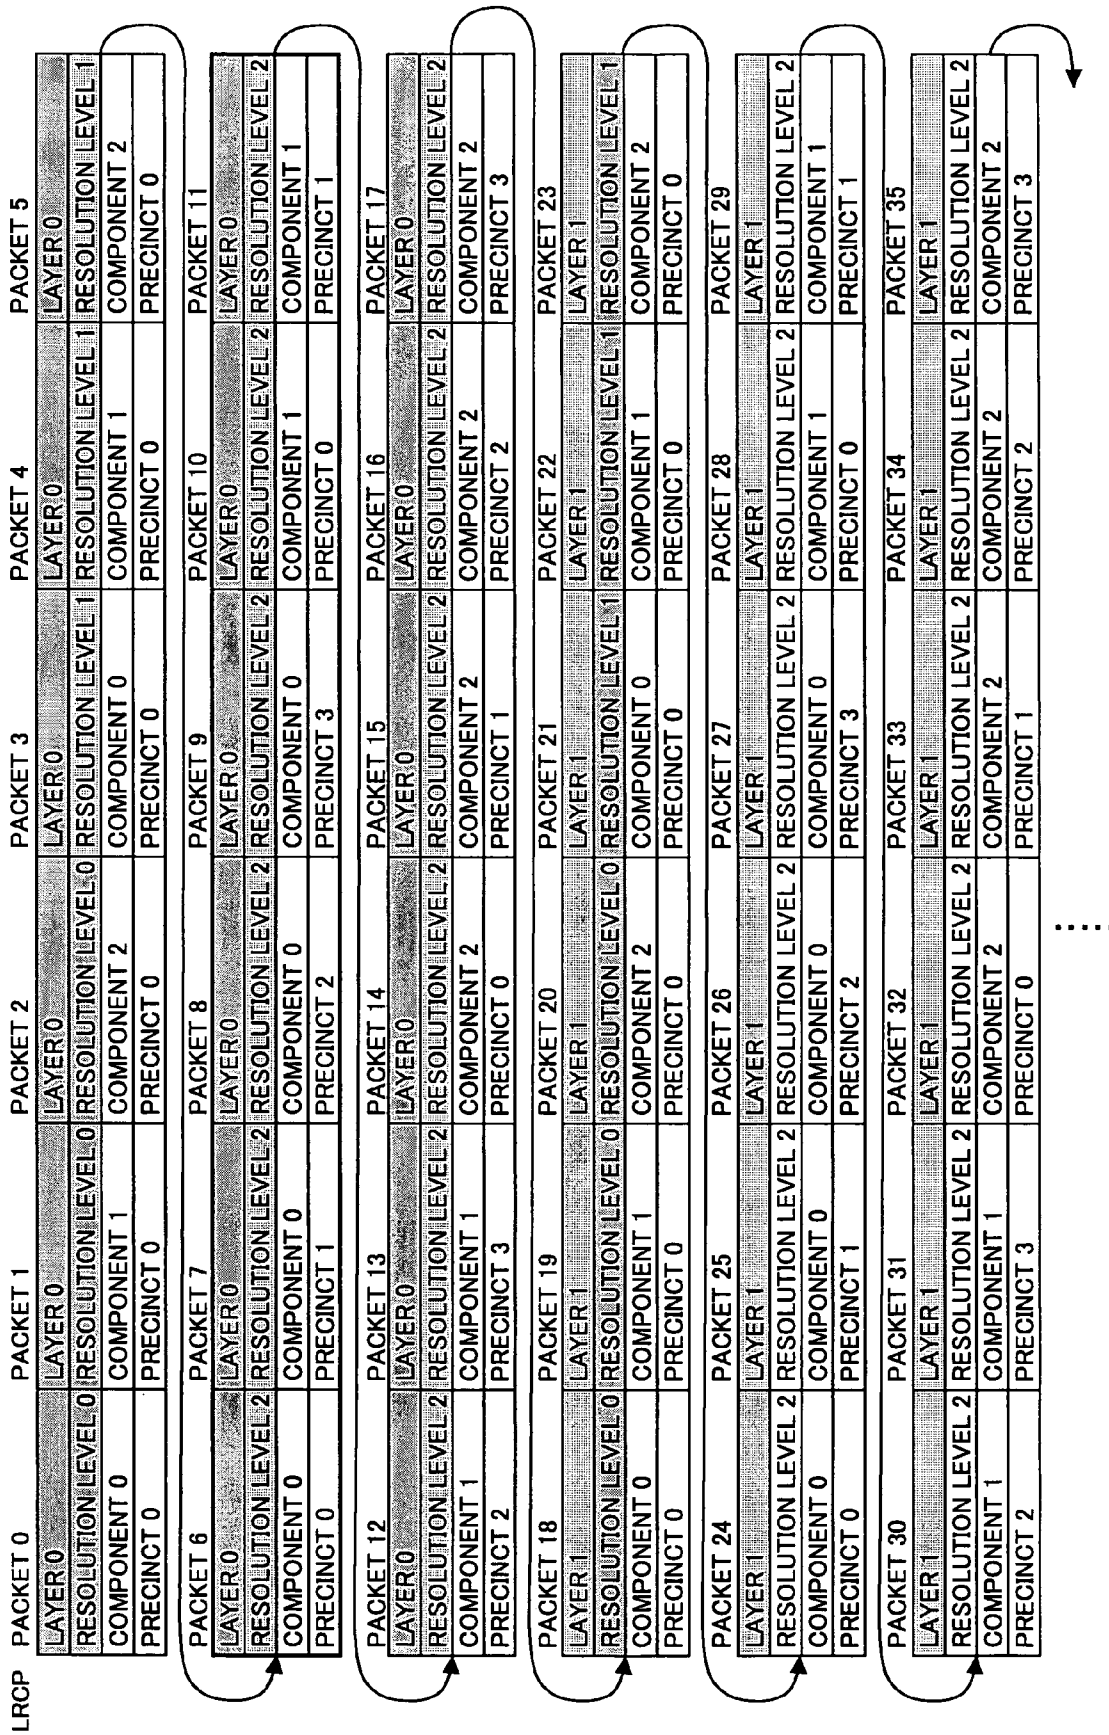 LRCP
PACKET 0 PACKET 1 PACKET 2 PACKET 3 PACKET 4 PACKET 5
LAYER 0 LAYER 0 LAYER 0 LAYER 0 LAYER 0 LAYER 0
RESOLUTION LEVEL 0 RESOLUTION LEVEL 0 RESOLUTION LEVEL 0 RESOLUTION LEVEL 1 RESOLUTION LEVEL 1 RESOLUTION LEVEL 1
COMPONENT 0 COMPONENT 1 COMPONENT 2 COMPONENT 0 COMPONENT 1 COMPONENT 2
PRECINCT 0 PRECINCT 0 PRECINCT 0 PRECINCT 0 PRECINCT 0 PRECINCT 0
PACKET 6 PACKET 7 PACKET 8 PACKET 9 PACKET 10 PACKET 11
LAYER 0 LAYER 0 LAYER 0 LAYER 0 LAYER 0 LAYER 0
RESOLUTION LEVEL 2 RESOLUTION LEVEL 2 RESOLUTION LEVEL 2 RESOLUTION LEVEL 2 RESOLUTION LEVEL 2 RESOLUTION LEVEL 2
COMPONENT 0 COMPONENT 0 COMPONENT 0 COMPONENT 0 COMPONENT 1 COMPONENT 1
PRECINCT 0 PRECINCT 1 PRECINCT 2 PRECINCT 3 PRECINCT 0 PRECINCT 1
PACKET 12 PACKET 13 PACKET 14 PACKET 15 PACKET 16 PACKET 17
LAYER 0 LAYER 0 LAYER 0 LAYER 0 LAYER 0 LAYER 0
RESOLUTION LEVEL 2 RESOLUTION LEVEL 2 RESOLUTION LEVEL 2 RESOLUTION LEVEL 2 RESOLUTION LEVEL 2 RESOLUTION LEVEL 2
COMPONENT 1 COMPONENT 1 COMPONENT 2 COMPONENT 2 COMPONENT 2 COMPONENT 2
PRECINCT 2 PRECINCT 3 PRECINCT 0 PRECINCT 1 PRECINCT 2 PRECINCT 3
PACKET 18 PACKET 19 PACKET 20 PACKET 21 PACKET 22 PACKET 23
LAYER 1 LAYER 1 LAYER 1 LAYER 1 LAYER 1 LAYER 1
RESOLUTION LEVEL 0 RESOLUTION LEVEL 0 RESOLUTION LEVEL 0 RESOLUTION LEVEL 1 RESOLUTION LEVEL 1 RESOLUTION LEVEL 1
COMPONENT 0 COMPONENT 1 COMPONENT 2 COMPONENT 0 COMPONENT 1 COMPONENT 2
PRECINCT 0 PRECINCT 0 PRECINCT 0 PRECINCT 0 PRECINCT 0 PRECINCT 0
PACKET 24 PACKET 25 PACKET 26 PACKET 27 PACKET 28 PACKET 29
LAYER 1 LAYER 1 LAYER 1 LAYER 1 LAYER 1 LAYER 1
RESOLUTION LEVEL 2 RESOLUTION LEVEL 2 RESOLUTION LEVEL 2 RESOLUTION LEVEL 2 RESOLUTION LEVEL 2 RESOLUTION LEVEL 2
COMPONENT 0 COMPONENT 0 COMPONENT 0 COMPONENT 0 COMPONENT 1 COMPONENT 1
PRECINCT 0 PRECINCT 1 PRECINCT 2 PRECINCT 3 PRECINCT 0 PRECINCT 1
PACKET 30 PACKET 31 PACKET 32 PACKET 33 PACKET 34 PACKET 35
LAYER 1 LAYER 1 LAYER 1 LAYER 1 LAYER 1 LAYER 1
RESOLUTION LEVEL 2 RESOLUTION LEVEL 2 RESOLUTION LEVEL 2 RESOLUTION LEVEL 2 RESOLUTION LEVEL 2 RESOLUTION LEVEL 2
COMPONENT 1 COMPONENT 1 COMPONENT 2 COMPONENT 2 COMPONENT 2 COMPONENT 2
PRECINCT 2 PRECINCT 3 PRECINCT 0 PRECINCT 1 PRECINCT 2 PRECINCT 3